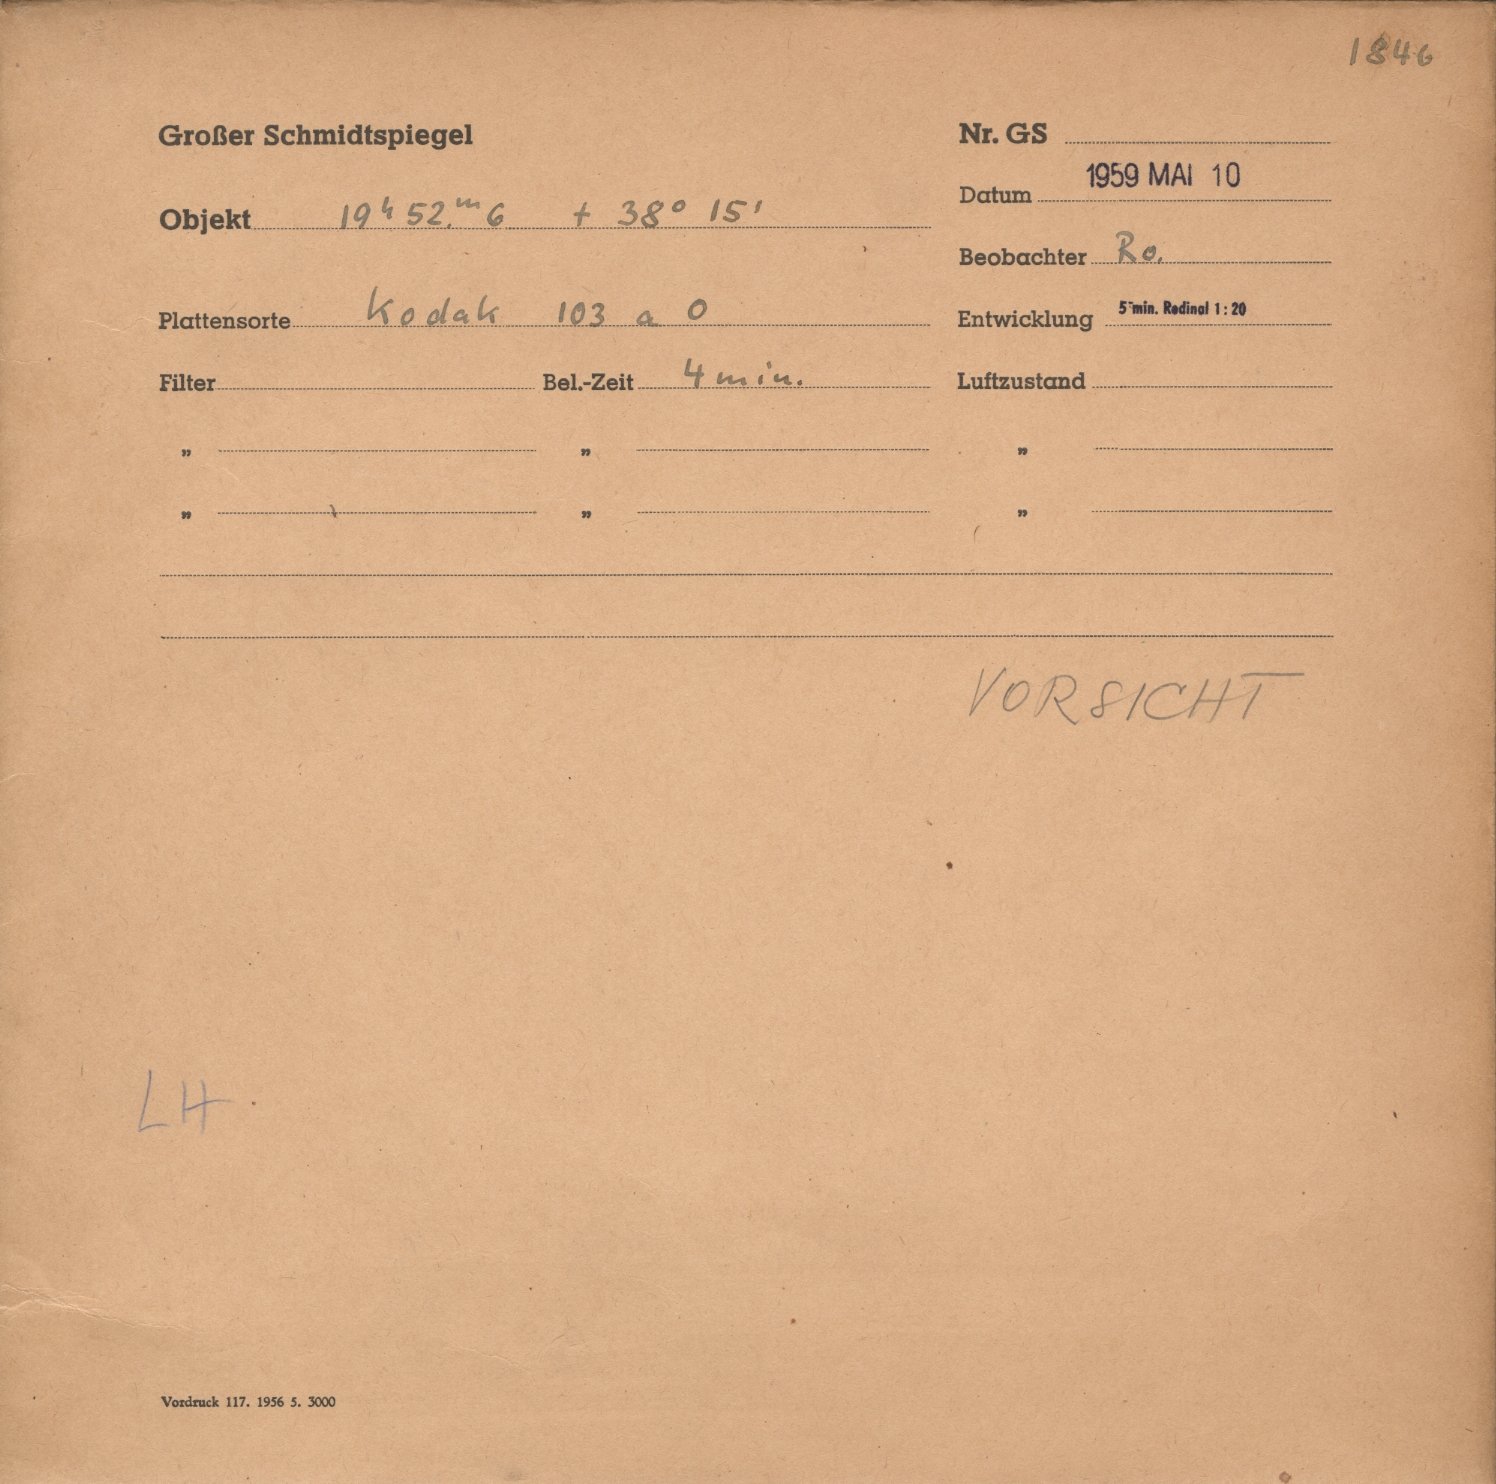 1846
Großer Schmidtspiegel
Nr. GS
Datum 1959 MAI 10
Objekt 19h 52.m6 + 38° 15'
Beobachter Ro.
Plattensorte Kodak 103 a O
Entwicklung 5 min. Rodinal 1 : 20
Filter Bel.-Zeit 4 min. Luftzustand
„ „ „
„ „ „
VORSICHT
LH
Vordruck 117. 1956 5. 3000